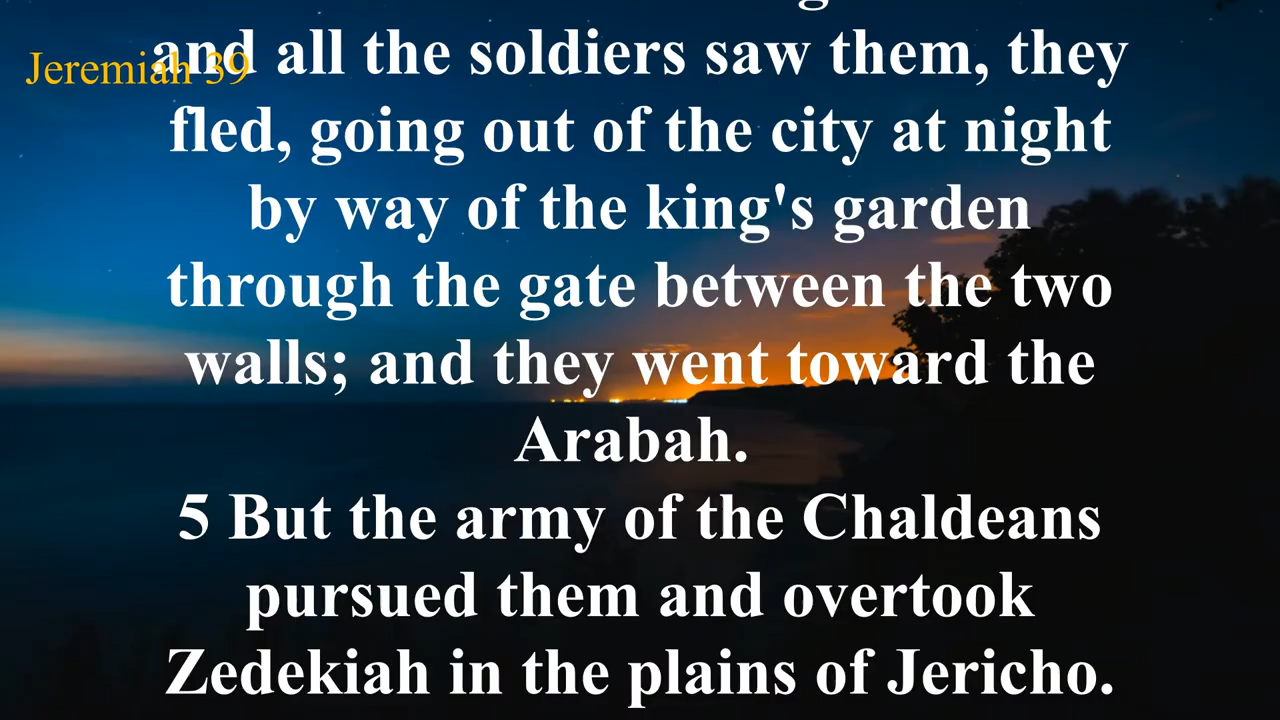 Jeremiah 39
and all the soldiers saw them, they
fled, going out of the city at night
by way of the king's garden
through the gate between the two
walls; and they went toward the
Arabah.
5 But the army of the Chaldeans
pursued them and overtook
Zedekiah in the plains of Jericho.